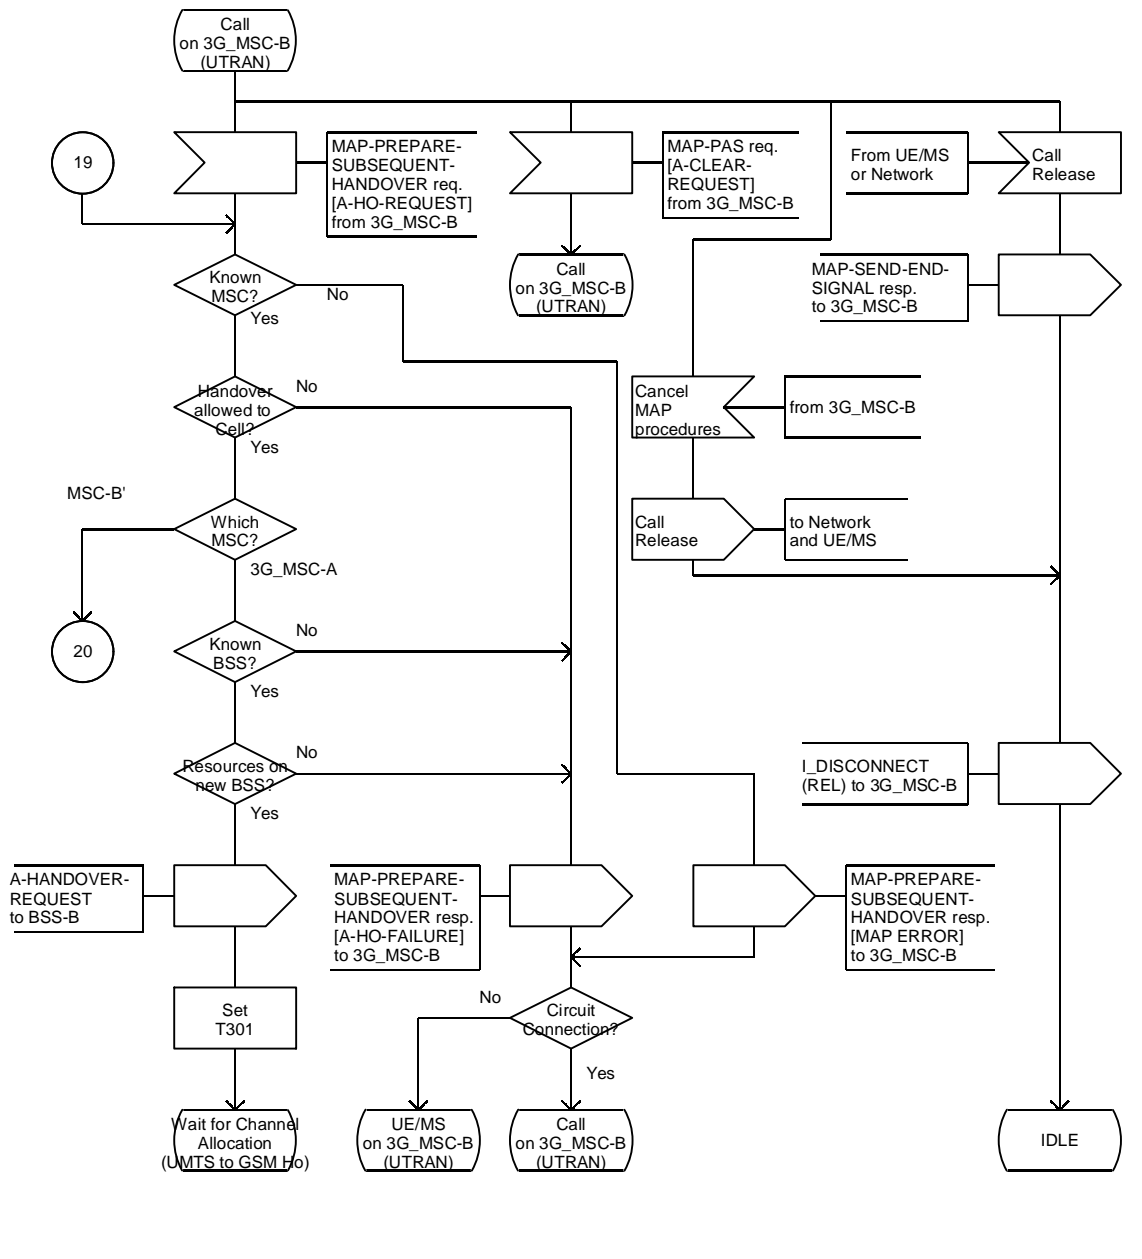 Call
on 3G_MSC-B
(UTRAN)
19
MAP-PREPARE-
SUBSEQUENT-
HANDOVER req.
[A-HO-REQUEST]
from 3G_MSC-B
MAP-PAS req.
[A-CLEAR-
REQUEST]
from 3G_MSC-B
From UE/MS
or Network
Call
Release
Known
MSC?
No
Yes
Call
on 3G_MSC-B
(UTRAN)
MAP-SEND-END-
SIGNAL resp.
to 3G_MSC-B
Handover
allowed to
Cell?
No
Yes
Cancel
MAP
procedures
from 3G_MSC-B
MSC-B'
Which
MSC?
3G_MSC-A
Call
Release
to Network
and UE/MS
20
Known
BSS?
No
Yes
Resources on
new BSS?
No
Yes
I_DISCONNECT
(REL) to 3G_MSC-B
A-HANDOVER-
REQUEST
to BSS-B
MAP-PREPARE-
SUBSEQUENT-
HANDOVER resp.
[A-HO-FAILURE]
to 3G_MSC-B
MAP-PREPARE-
SUBSEQUENT-
HANDOVER resp.
[MAP ERROR]
to 3G_MSC-B
Set
T301
No
Circuit
Connection?
Yes
Wait for Channel
Allocation
(UMTS to GSM Ho)
UE/MS
on 3G_MSC-B
(UTRAN)
Call
on 3G_MSC-B
(UTRAN)
IDLE